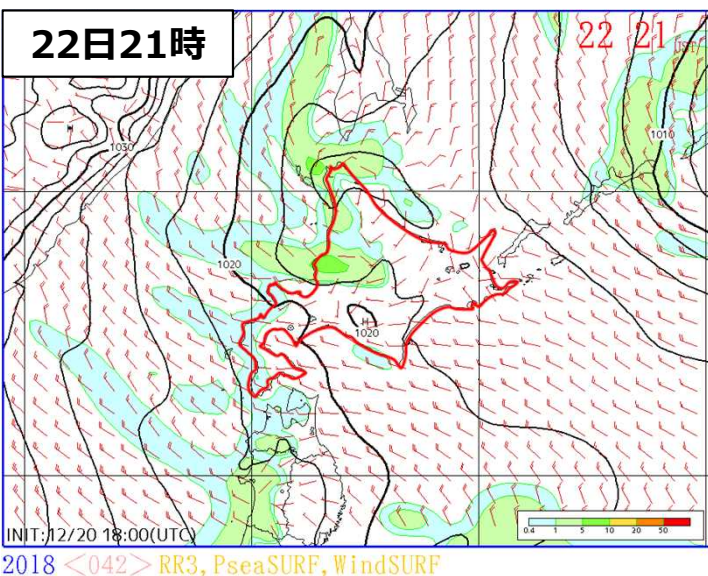 22日21時
22 21 JST
1030
1010
1020
H
1020
INIT:12/20 18:00(UTC)
0.4 1 5 10 20 50
2018 <042> RR3,PseaSURF,WindSURF